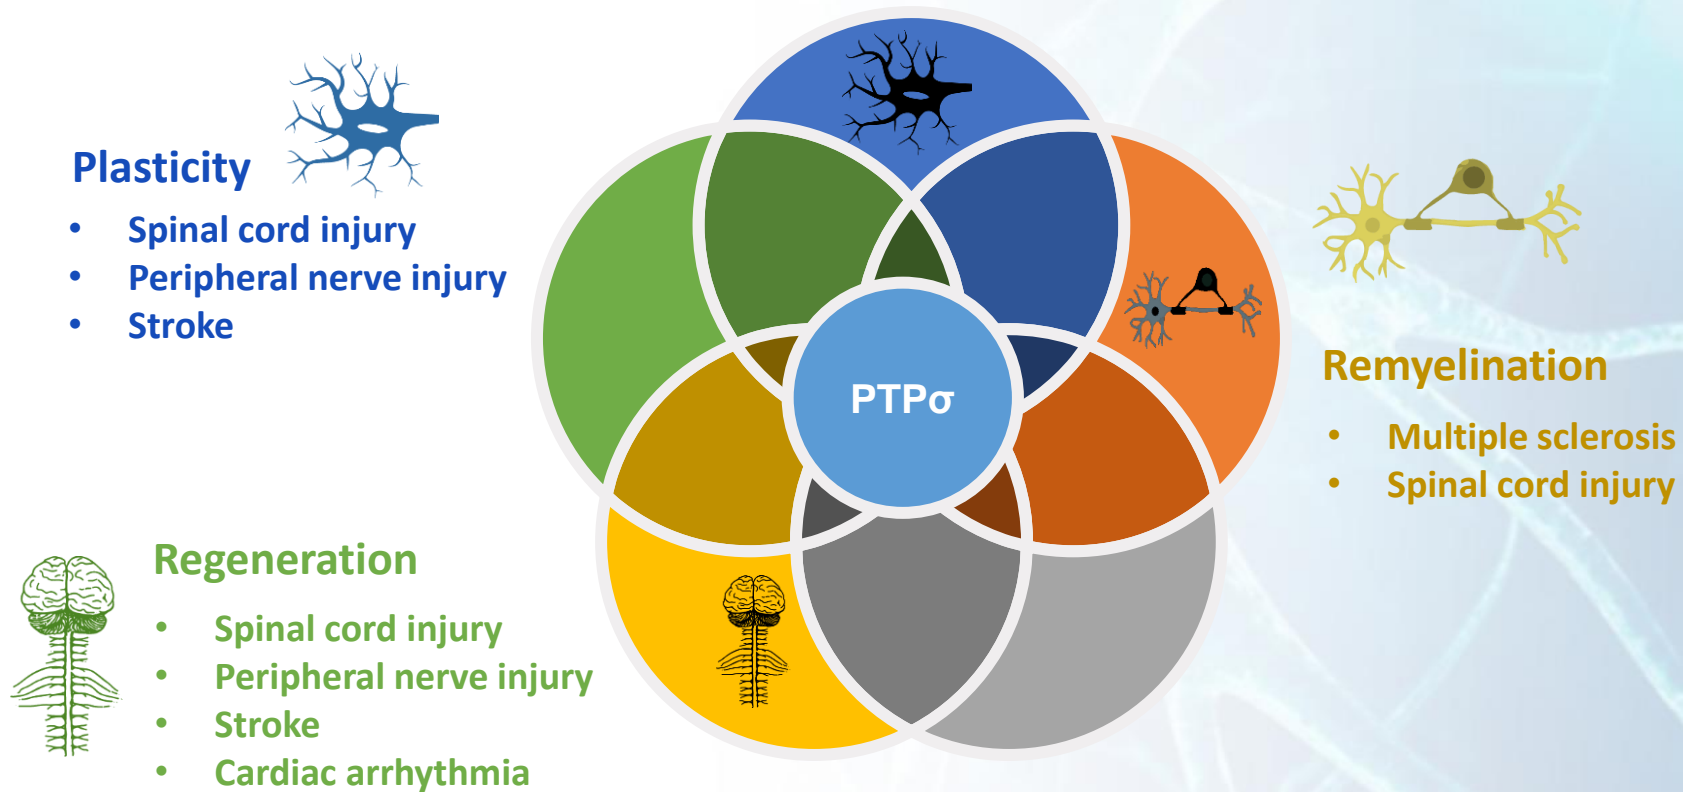 Plasticity
• Spinal cord injury
• Peripheral nerve injury
• Stroke
PTPσ
Remyelination
• Multiple sclerosis
• Spinal cord injury
Regeneration
• Spinal cord injury
• Peripheral nerve injury
• Stroke
• Cardiac arrhythmia